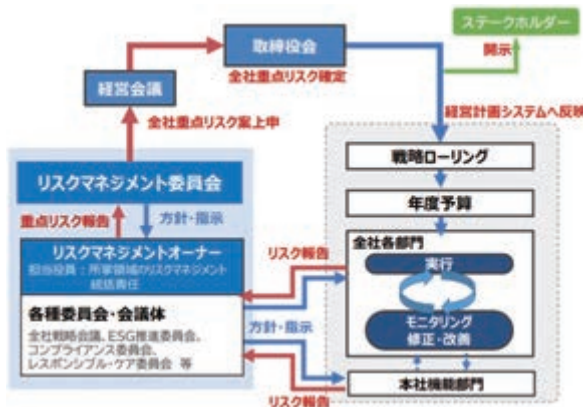 ステークホルダー
取締役会
開示
全社重点リスク確定
経営会議
経営計画システムへ反映
全社重点リスク案上申
戦略ローリング
リスクマネジメント委員会
年度予算
重点リスク報告
方針・指示
全社各部門
リスクマネジメントオーナー
担当役員：所掌領域のリスクマネジメント
統括責任
リスク報告
実行
各種委員会・会議体
全社戦略会議、ESG推進委員会、
コンプライアンス委員会、
レスポンシブル・ケア委員会 等
方針・指示
モニタリング
修正・改善
リスク報告
本社機能部門